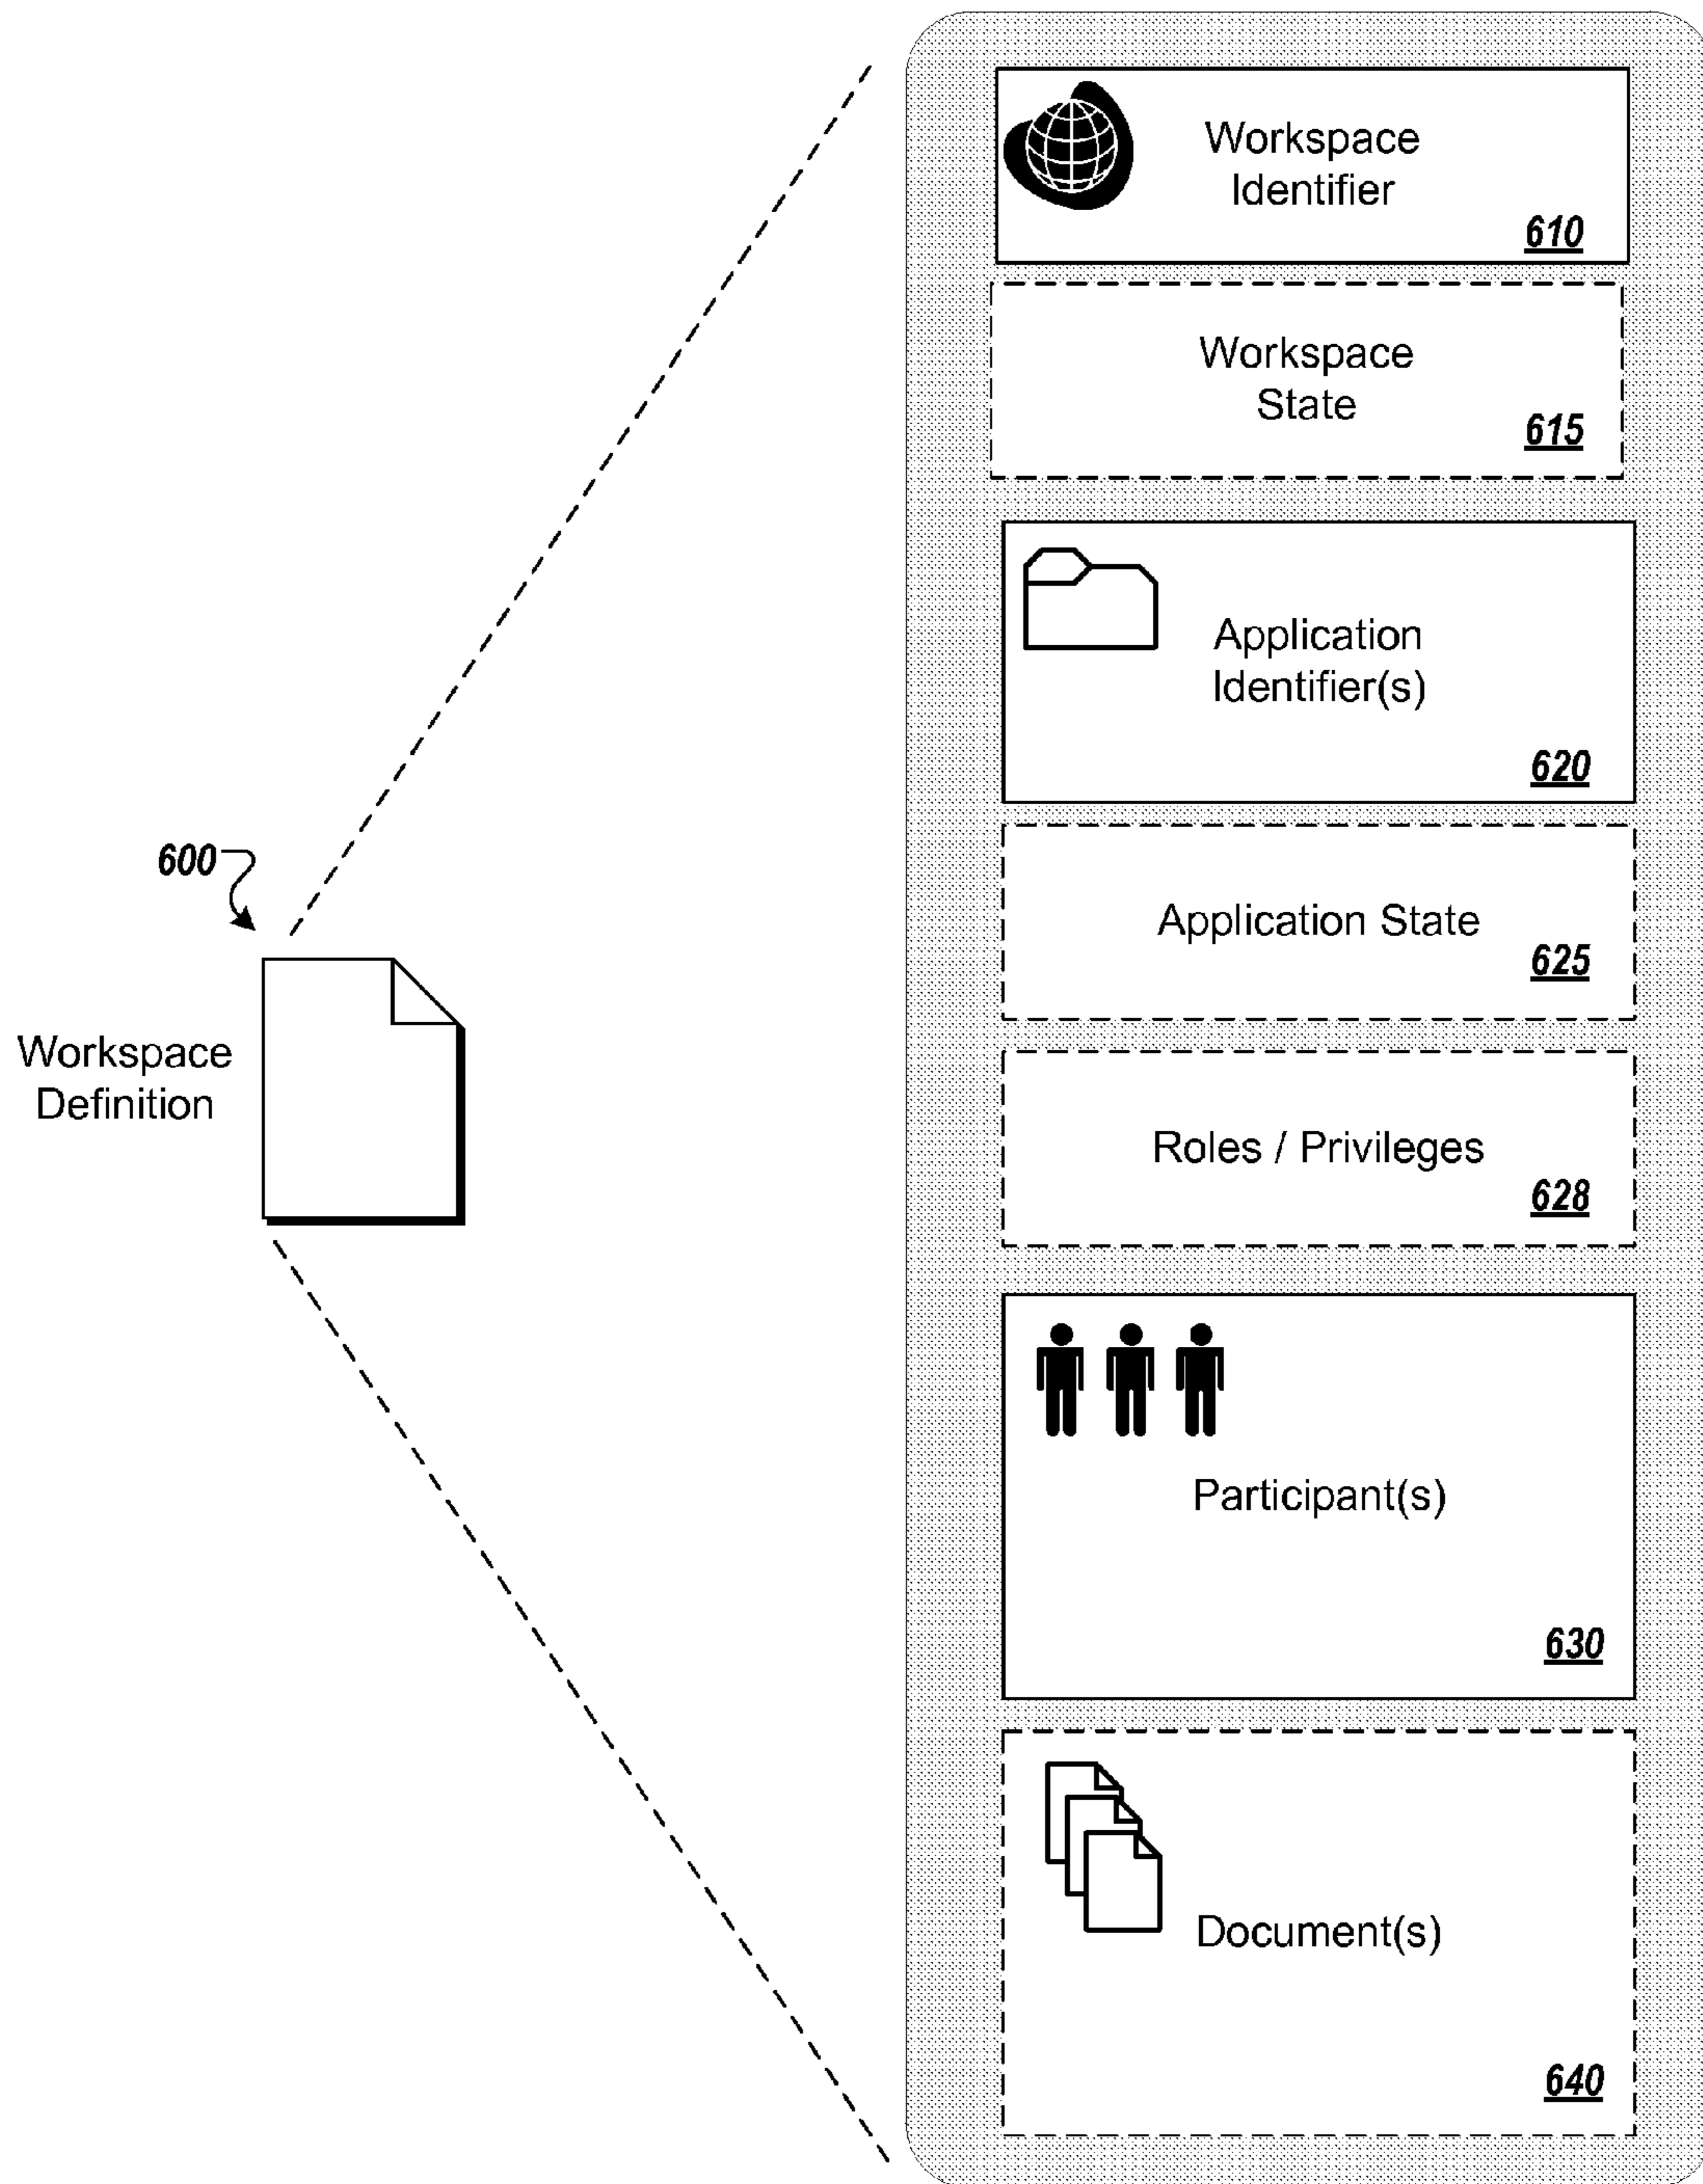 Workspace
Identifier
610
Workspace
State
615
Application
Identifier(s)
620
Application State
625
Roles / Privileges
628
Participant(s)
630
Document(s)
640
600
Workspace
Definition